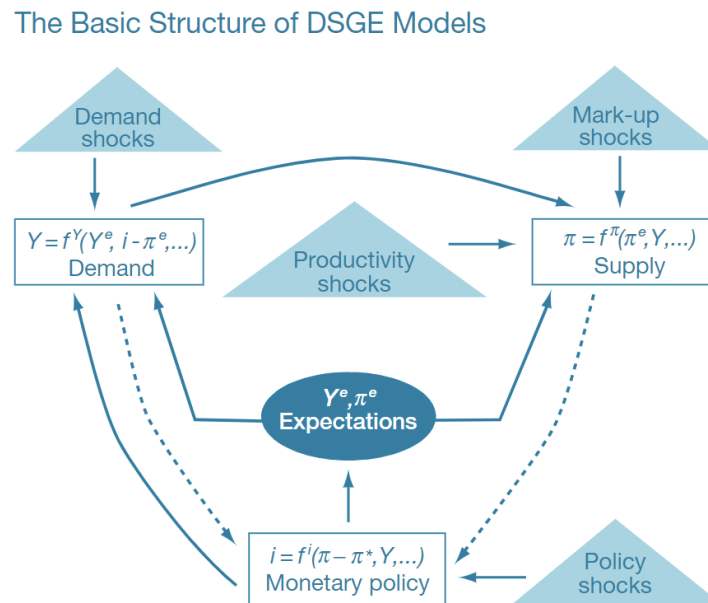 The Basic Structure of DSGE Models
Demand
shocks
Mark-up
shocks
Y = f^Y(Y^e, i - π^e,...)
Demand
Productivity
shocks
π = f^π(π^e,Y,...)
Supply
Y^e, π^e
Expectations
i = f^i(π – π*,Y,...)
Monetary policy
Policy
shocks